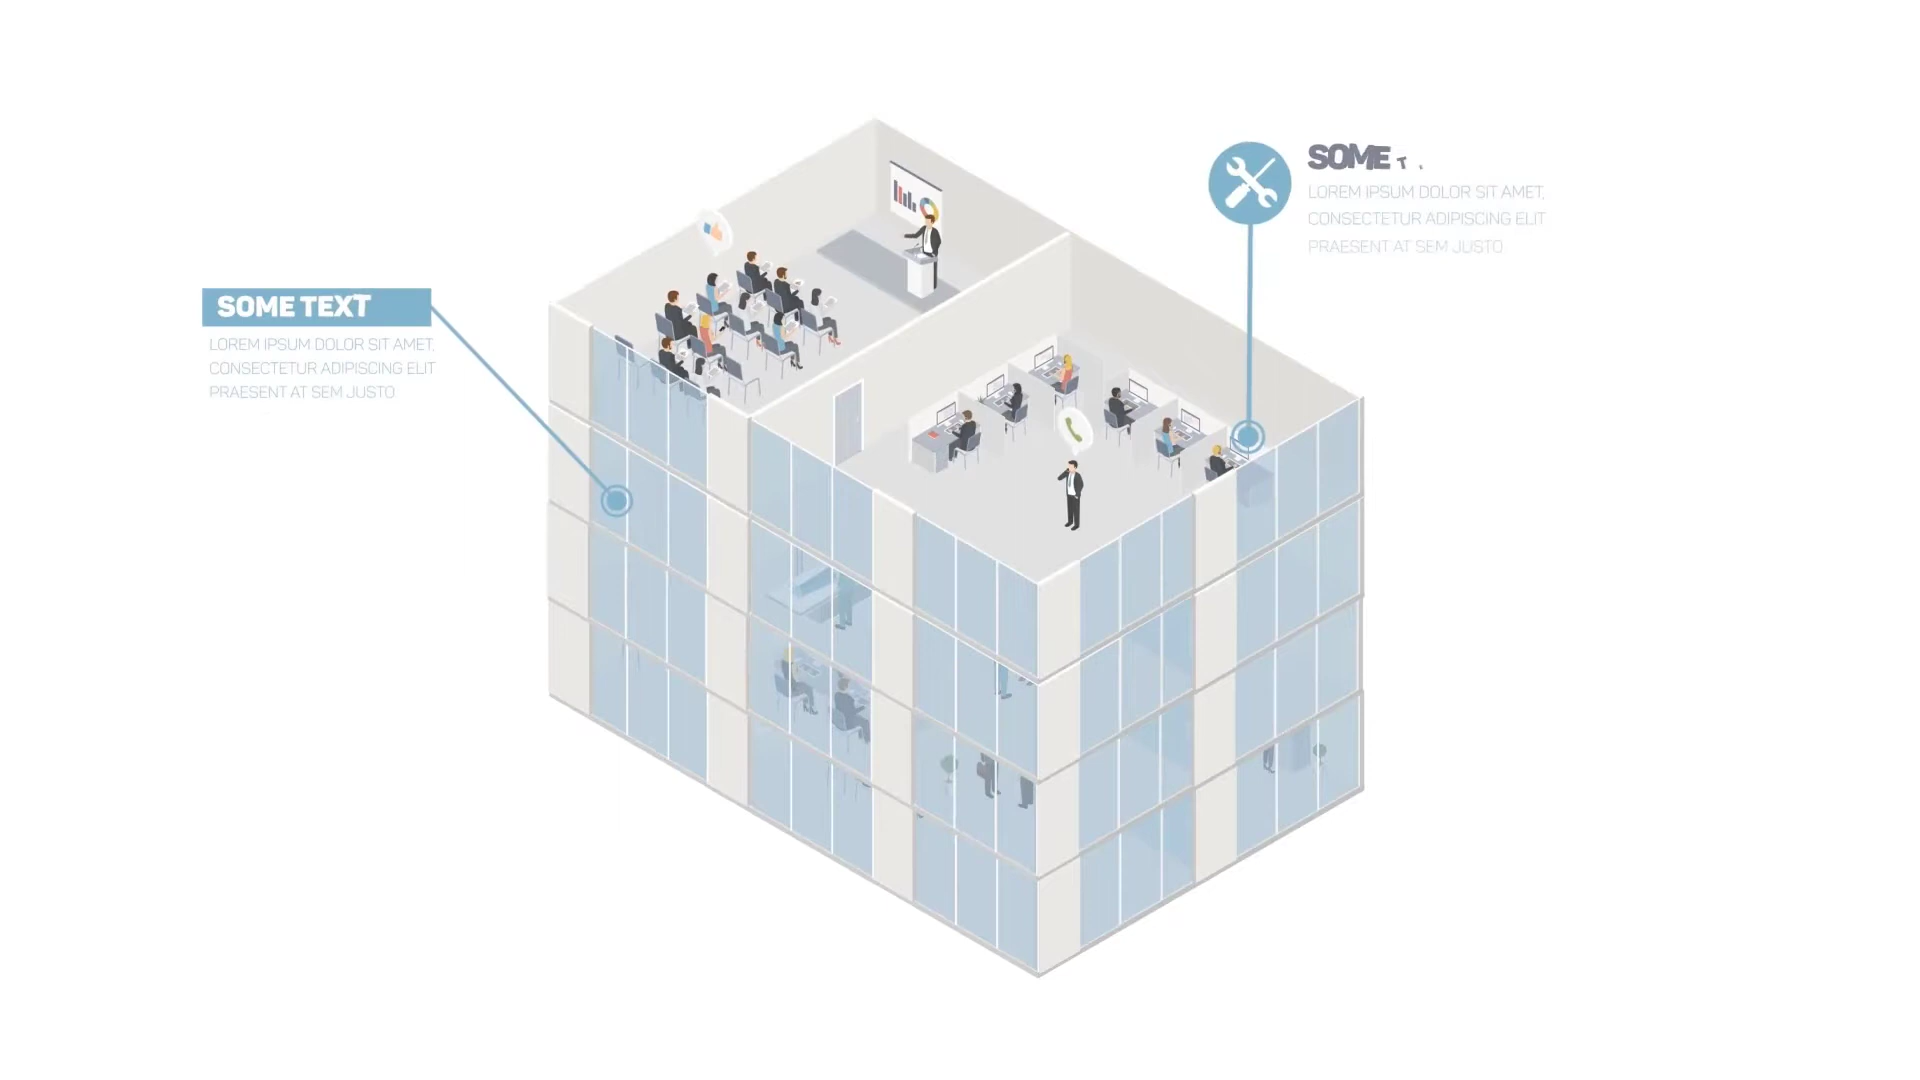 SOME TEXT
LOREM IPSUM DOLOR SIT AMET,
CONSECTETUR ADIPISCING ELIT
PRAESENT AT SEM JUSTO
SOME T
LOREM IPSUM DOLOR SIT AMET,
CONSECTETUR ADIPISCING ELIT
PRAESENT AT SEM JUSTO